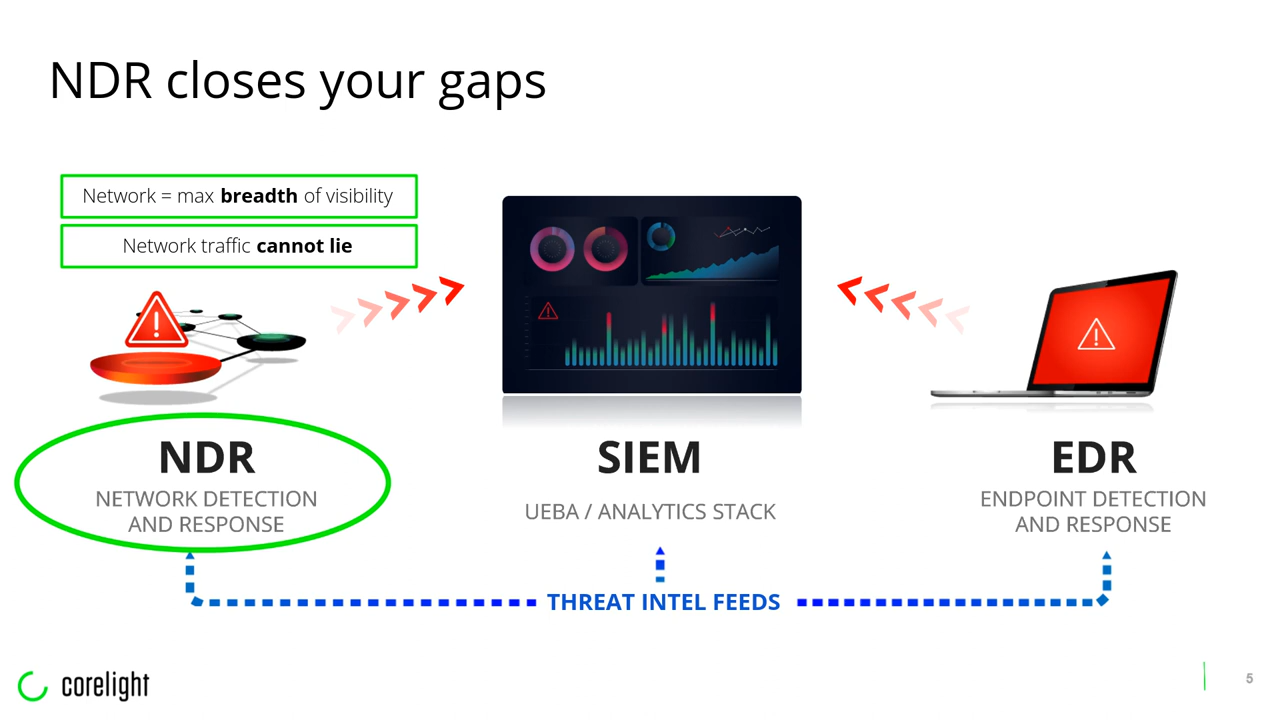 NDR closes your gaps
Network = max breadth of visibility
Network traffic cannot lie
NDR
NETWORK DETECTION
AND RESPONSE
SIEM
UEBA / ANALYTICS STACK
EDR
ENDPOINT DETECTION
AND RESPONSE
THREAT INTEL FEEDS
corelight
5